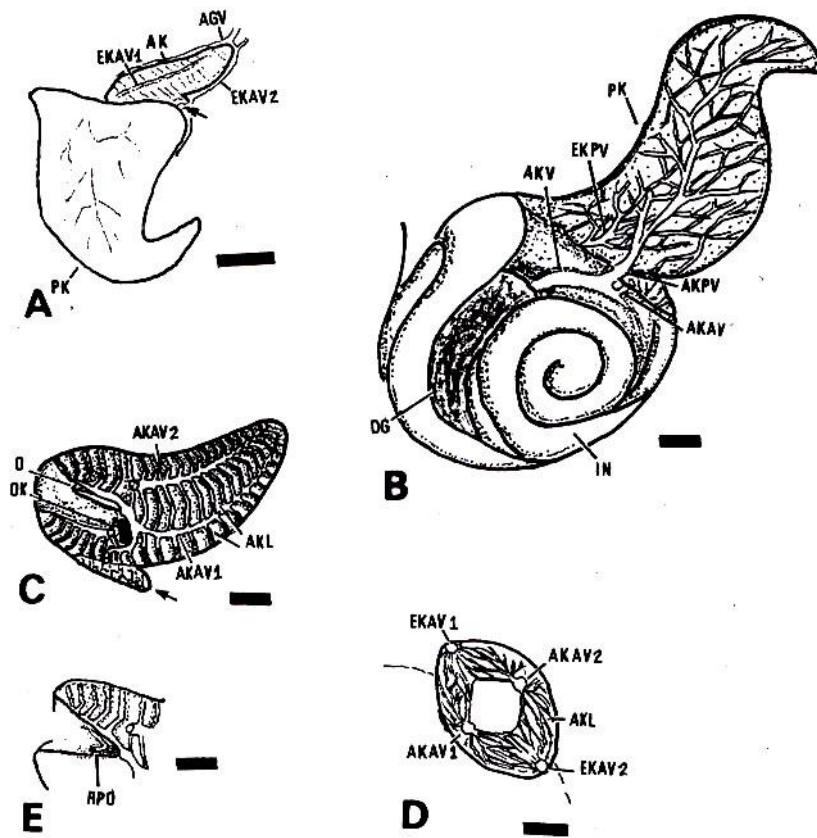 AGV
AK
EKAV1
EKAV2
PK
A
PK
EKPV
AKV
AKPV
AKAV
DG
IN
B
AKAV2
O
OK
AKL
AKAV1
C
EKAV1
AKAV2
AKL
AKAV1
EKAV2
D
RPO
E